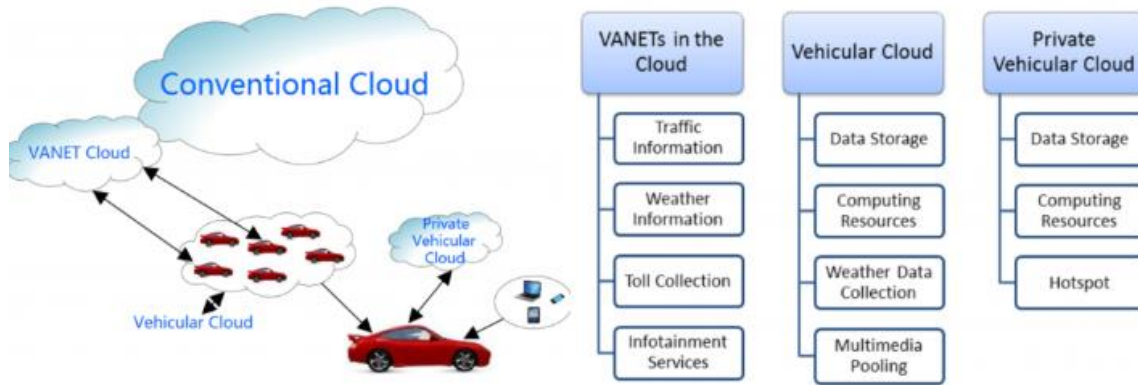 Conventional Cloud
VANET Cloud
Private
Vehicular
Cloud
Vehicular Cloud
VANETs in the
Cloud
Traffic
Information
Weather
Information
Toll Collection
Infotainment
Services
Vehicular Cloud
Data Storage
Computing
Resources
Weather Data
Collection
Multimedia
Pooling
Private
Vehicular Cloud
Data Storage
Computing
Resources
Hotspot